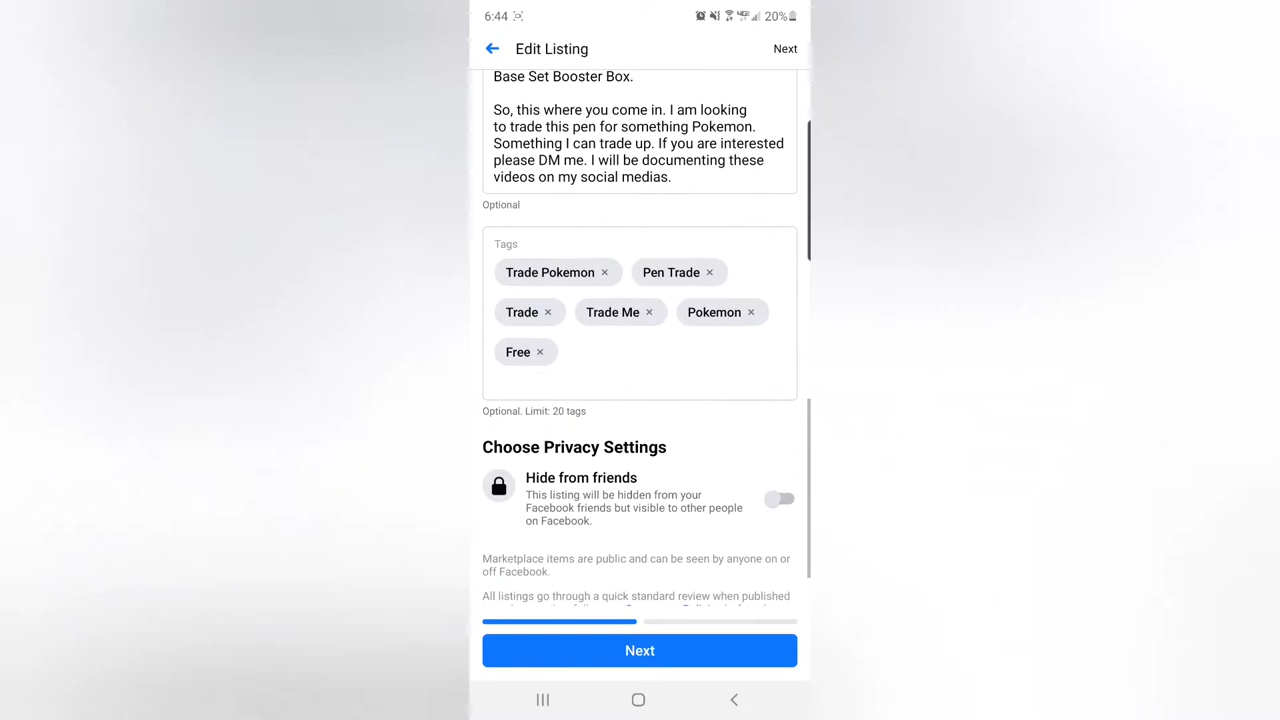 6:44
20%
Edit Listing
Next
Base Set Booster Box.
So, this where you come in. I am looking
to trade this pen for something Pokemon.
Something I can trade up. If you are interested
please DM me. I will be documenting these
videos on my social medias.
Optional
Tags
Trade Pokemon ×
Pen Trade ×
Trade ×
Trade Me ×
Pokemon ×
Free ×
Optional. Limit: 20 tags
Choose Privacy Settings
Hide from friends
This listing will be hidden from your
Facebook friends but visible to other people
on Facebook.
Marketplace items are public and can be seen by anyone on or
off Facebook.
All listings go through a quick standard review when published
Next